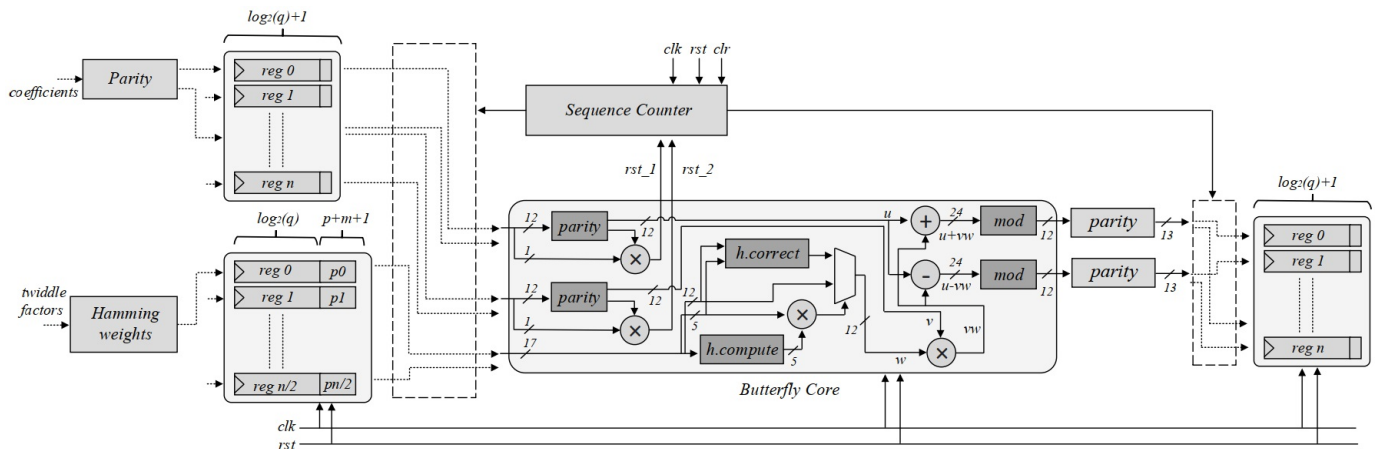 log2(q)+1
coefficients
Parity
reg 0
reg 1
reg n
clk rst clr
Sequence Counter
rst_1 rst_2
log2(q) p+m+1
twiddle factors
Hamming weights
reg 0 p0
reg 1 p1
reg n/2 pn/2
12
parity
12
1
×
12
parity
12
1
×
17
12
5
h.correct
×
h.compute
5
12
w
u
+
24
u+vw
mod
12
-
24
u-vw
mod
12
v
vw
×
Butterfly Core
parity
13
parity
13
log2(q)+1
reg 0
reg 1
reg n
clk
rst